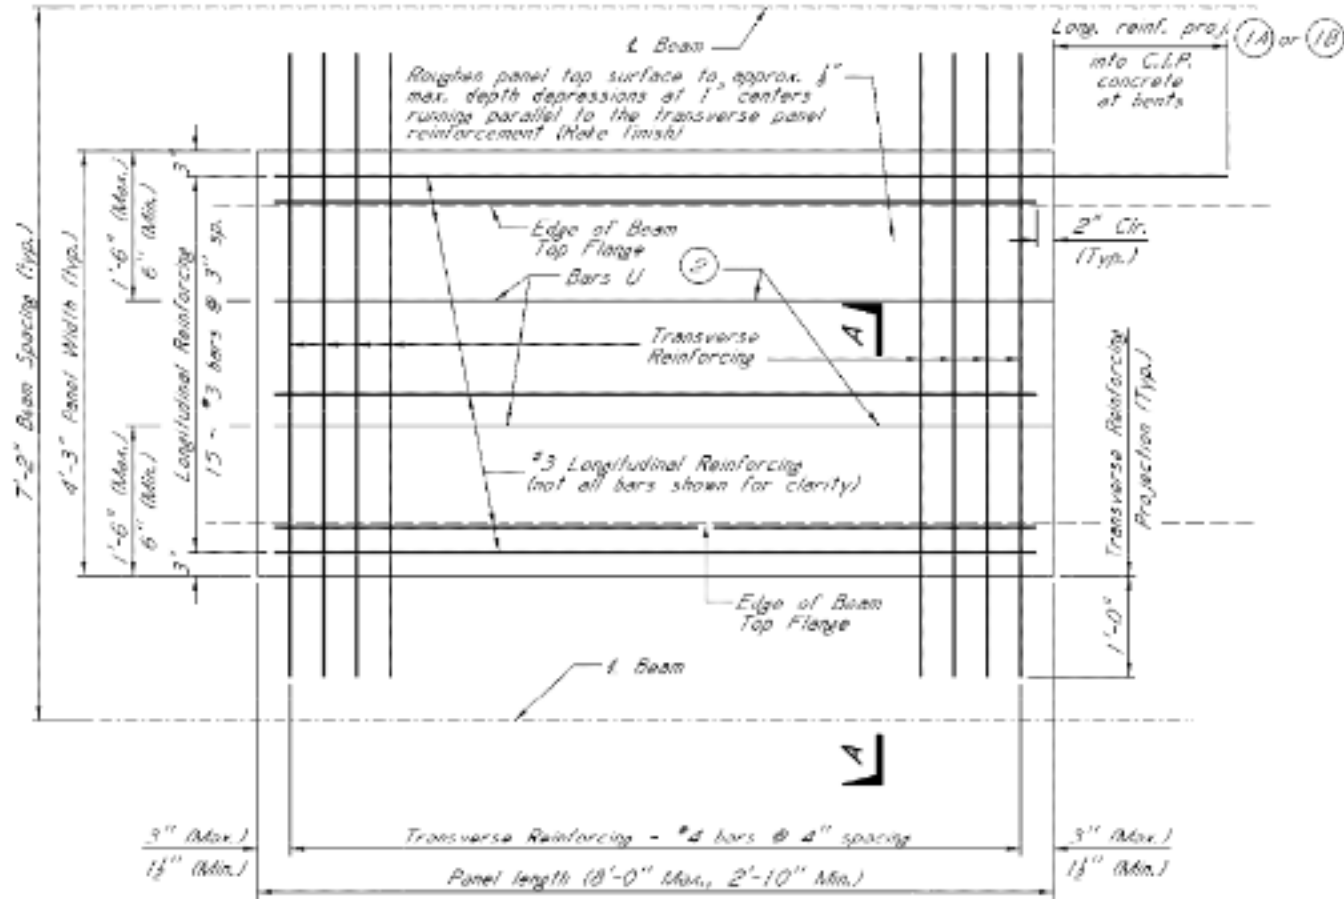 ℄ Beam
Long. reinf. proj. 1A or 1B
into C.I.P.
concrete
at bents
Roughen panel top surface to approx. ⅛"
max. depth depressions at 1" centers
running parallel to the transverse panel
reinforcement (Rake finish)
3"
1'-6" (Max.)
6" (Min.)
Edge of Beam
Top Flange
2" Clr.
(Typ.)
Bars U
2
7'-2" Beam Spacing (Typ.)
4'-3" Panel Width (Typ.)
Longitudinal Reinforcing
15 - #3 bars @ 3" sp.
A
Transverse
Reinforcing
Transverse Reinforcing
Projection (Typ.)
1'-6" (Max.)
6" (Min.)
#3 Longitudinal Reinforcing
(not all bars shown for clarity)
3"
Edge of Beam
Top Flange
1'-0"
℄ Beam
A
3" (Max.)
1½" (Min.)
Transverse Reinforcing - #4 bars @ 4" spacing
3" (Max.)
1½" (Min.)
Panel length (8'-0" Max., 2'-10" Min.)